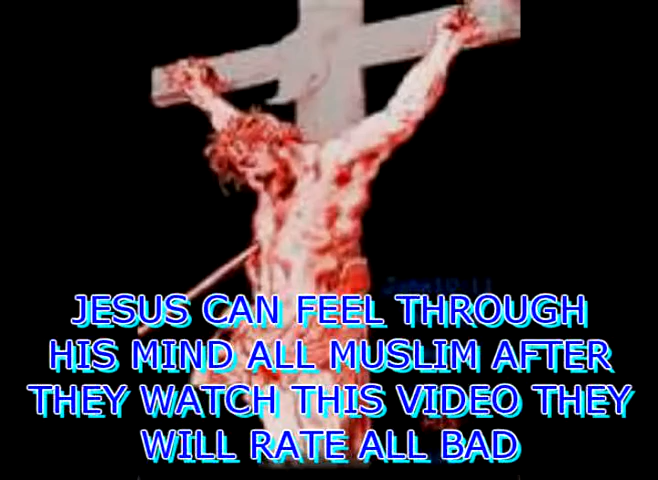 JESUS CAN FEEL THROUGH
HIS MIND ALL MUSLIM AFTER
THEY WATCH THIS VIDEO THEY
WILL RATE ALL BAD